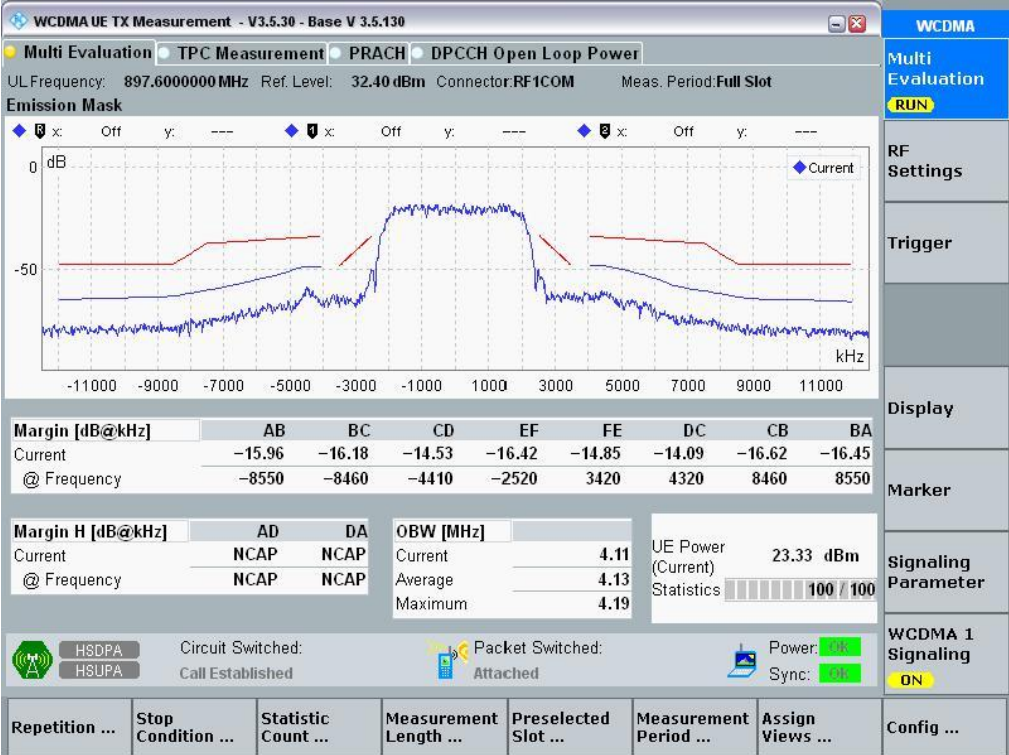 WCDMA UE TX Measurement - V3.5.30 - Base V 3.5.130
WCDMA
Multi Evaluation TPC Measurement PRACH DPCCH Open Loop Power
Multi
Evaluation
RUN
UL Frequency: 897.6000000 MHz Ref. Level: 32.40 dBm Connector:RF1COM Meas. Period:Full Slot
Emission Mask
R x: Off y: --- 1 x: Off y: --- 2 x: Off y: ---
0 dB
Current
-50
kHz
-11000 -9000 -7000 -5000 -3000 -1000 1000 3000 5000 7000 9000 11000
RF
Settings
Trigger
Display
Marker
Signaling
Parameter
WCDMA 1
Signaling
ON
Margin [dB@kHz] AB BC CD EF FE DC CB BA
Current −15.96 −16.18 −14.53 −16.42 −14.85 −14.09 −16.62 −16.45
@ Frequency −8550 −8460 −4410 −2520 3420 4320 8460 8550
Margin H [dB@kHz] AD DA
Current NCAP NCAP
@ Frequency NCAP NCAP
OBW [MHz]
Current 4.11
Average 4.13
Maximum 4.19
UE Power
(Current) 23.33 dBm
Statistics 100 / 100
HSDPA
HSUPA
Circuit Switched:
Call Established
Packet Switched:
Attached
Power: OK
Sync: OK
Repetition ...
Stop
Condition ...
Statistic
Count ...
Measurement
Length ...
Preselected
Slot ...
Measurement
Period ...
Assign
Views ...
Config ...